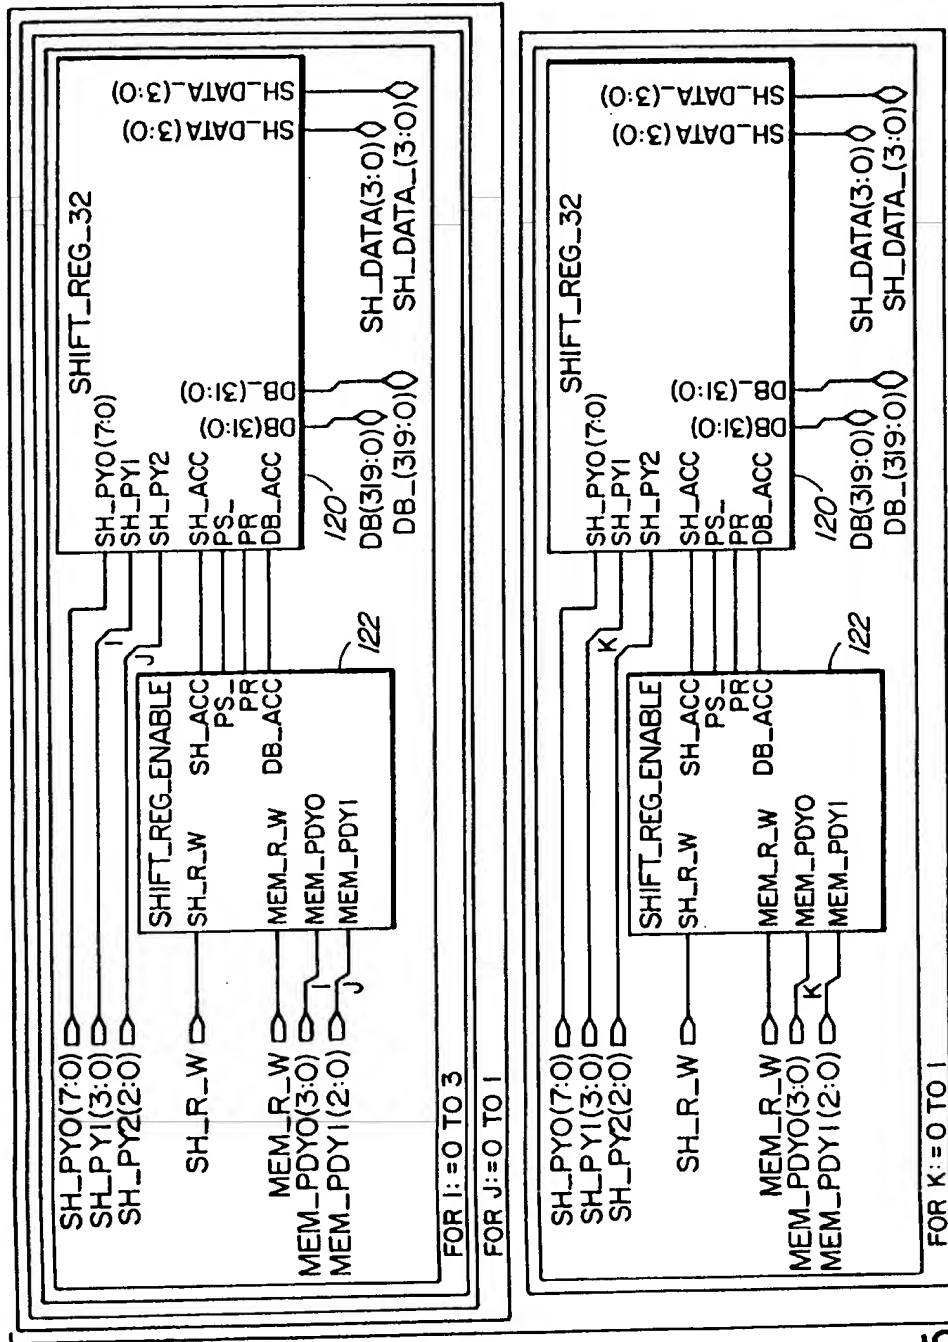 SH_PY0(7:0)
SH_PY1(3:0)
SH_PY2(2:0)
SH_R_W
MEM_R_W
MEM_PDY0(3:0)
MEM_PDY1(2:0)
I
J
I
J
SHIFT_REG_ENABLE
SH_R_W
SH_ACC
PS_
PR
MEM_R_W
DB_ACC
MEM_PDY0
MEM_PDY1
122
SHIFT_REG_32
SH_PY0(7:0)
SH_PY1
SH_PY2
SH_ACC
PS_
PR
DB_ACC
DB(31:0)
DB_(31:0)
SH_DATA(3:0)
SH_DATA_(3:0)
120
DB(319:0)
DB_(319:0)
SH_DATA(3:0)
SH_DATA_(3:0)
FOR I:=0 TO 3
FOR J:=0 TO 1
SH_PY0(7:0)
SH_PY1(3:0)
SH_PY2(2:0)
SH_R_W
MEM_R_W
MEM_PDY0(3:0)
MEM_PDY1(2:0)
K
K
SHIFT_REG_ENABLE
SH_R_W
SH_ACC
PS_
PR
MEM_R_W
DB_ACC
MEM_PDY0
MEM_PDY1
122
SHIFT_REG_32
SH_PY0(7:0)
SH_PY1
SH_PY2
SH_ACC
PS_
PR
DB_ACC
DB(31:0)
DB_(31:0)
SH_DATA(3:0)
SH_DATA_(3:0)
120
DB(319:0)
DB_(319:0)
SH_DATA(3:0)
SH_DATA_(3:0)
FOR K:=0 TO 1